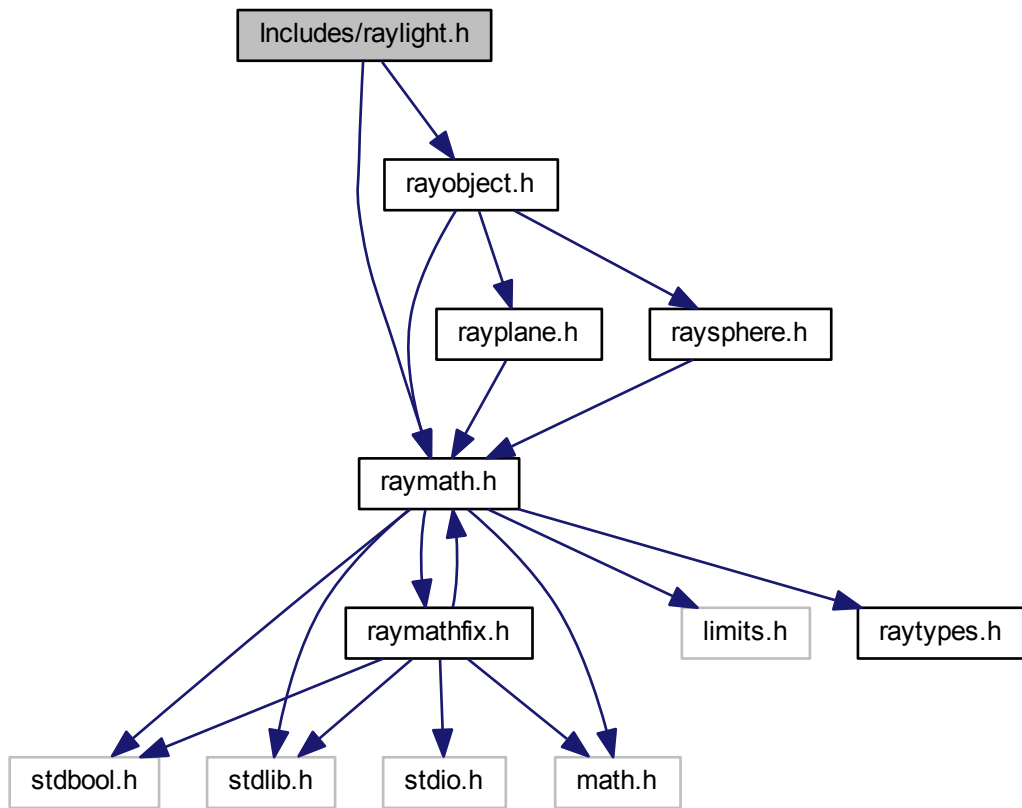 Includes/raylight.h
rayobject.h
rayplane.h
raysphere.h
raymath.h
raymathfix.h
limits.h
raytypes.h
stdbool.h
stdlib.h
stdio.h
math.h